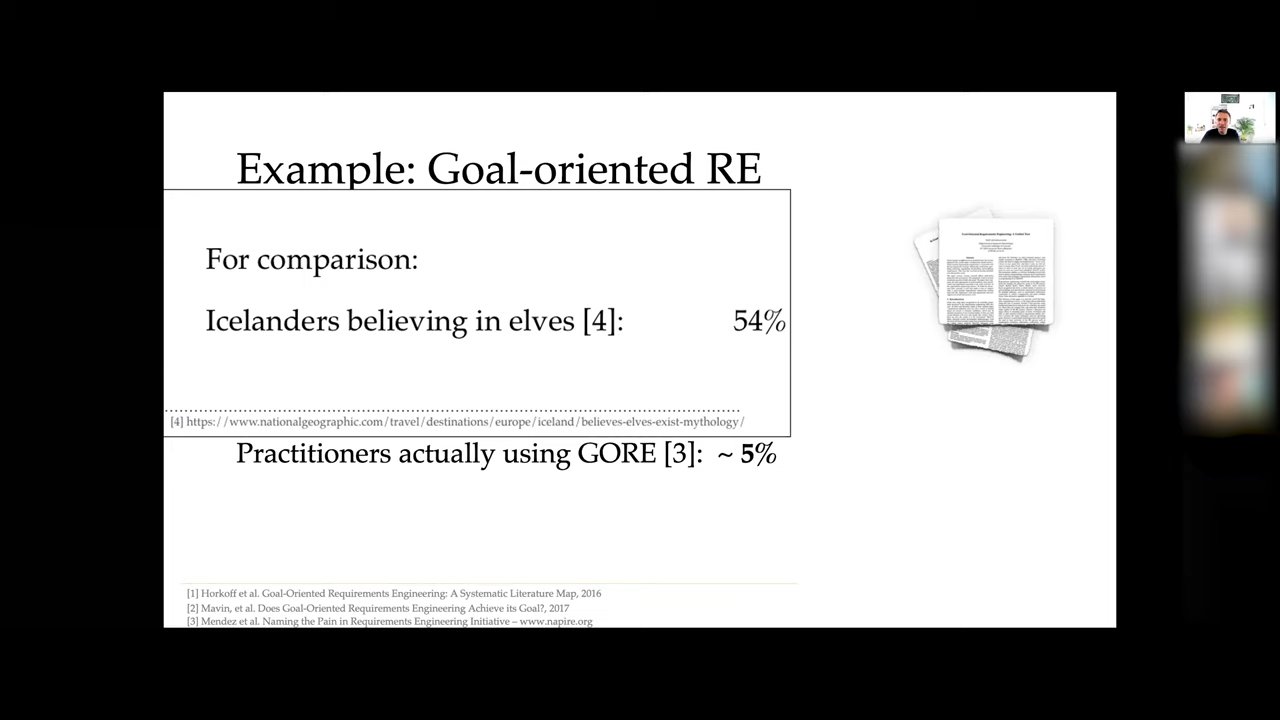 Example: Goal-oriented RE
For comparison:
Icelanders believing in elves [4]: 54%
[4] https://www.nationalgeographic.com/travel/destinations/europe/iceland/believes-elves-exist-mythology/
Practitioners actually using GORE [3]: ~ 5%
[1] Horkoff et al. Goal-Oriented Requirements Engineering: A Systematic Literature Map, 2016
[2] Mavin, et al. Does Goal-Oriented Requirements Engineering Achieve its Goal?, 2017
[3] Mendez et al. Naming the Pain in Requirements Engineering Initiative – www.napire.org